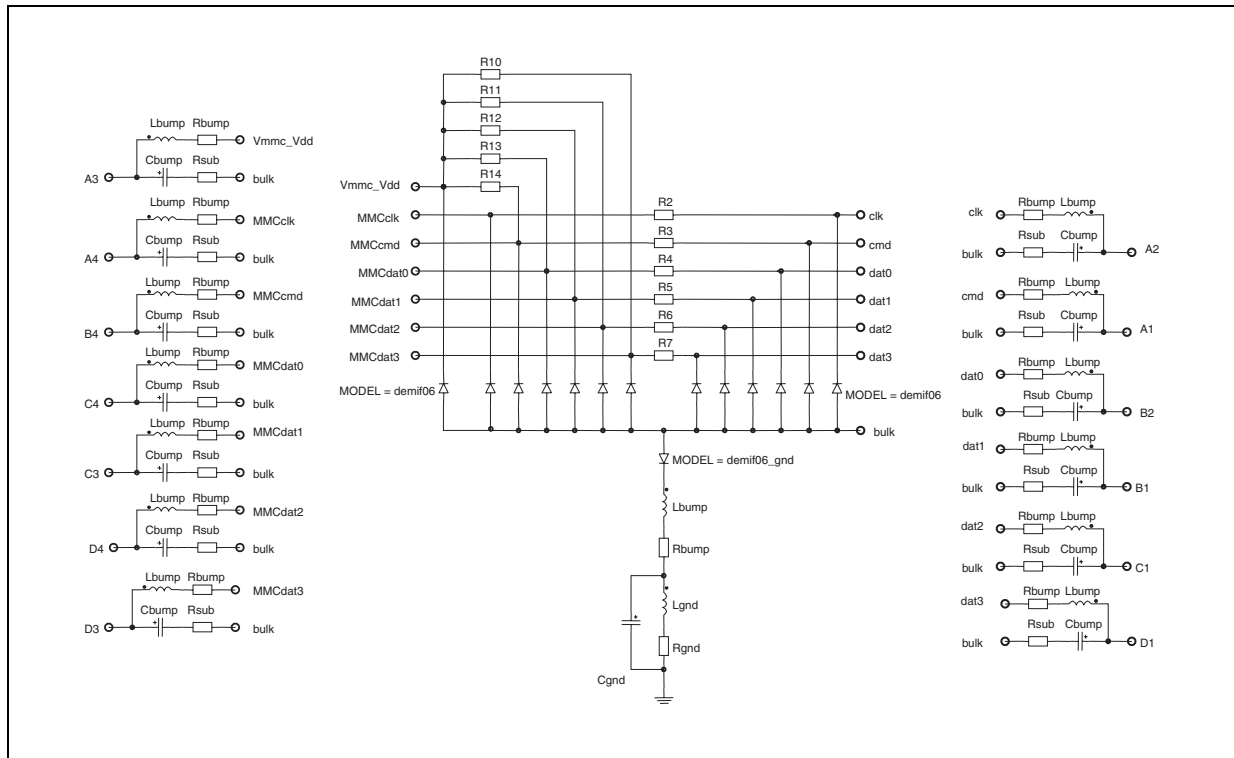 Lbump Rbump
Vmmc_Vdd
Cbump Rsub
A3
bulk
Lbump Rbump
MMCclk
Cbump Rsub
A4
bulk
Lbump Rbump
MMCcmd
Cbump Rsub
B4
bulk
Lbump Rbump
MMCdat0
Cbump Rsub
C4
bulk
Lbump Rbump
MMCdat1
Cbump Rsub
C3
bulk
Lbump Rbump
MMCdat2
Cbump Rsub
D4
bulk
Lbump Rbump
MMCdat3
Cbump Rsub
D3
bulk
R10
R11
R12
R13
Vmmc_Vdd
R14
MMCclk
R2
clk
MMCcmd
R3
cmd
MMCdat0
R4
dat0
MMCdat1
R5
dat1
MMCdat2
R6
dat2
MMCdat3
R7
dat3
MODEL = demif06
MODEL = demif06
bulk
MODEL = demif06_gnd
Lbump
Rbump
Lgnd
Rgnd
Cgnd
clk
Rbump Lbump
Rsub Cbump
bulk
A2
cmd
Rbump Lbump
Rsub Cbump
bulk
A1
dat0
Rbump Lbump
Rsub Cbump
bulk
B2
dat1
Rbump Lbump
Rsub Cbump
bulk
B1
dat2
Rbump Lbump
Rsub Cbump
bulk
C1
dat3
Rbump Lbump
Rsub Cbump
bulk
D1